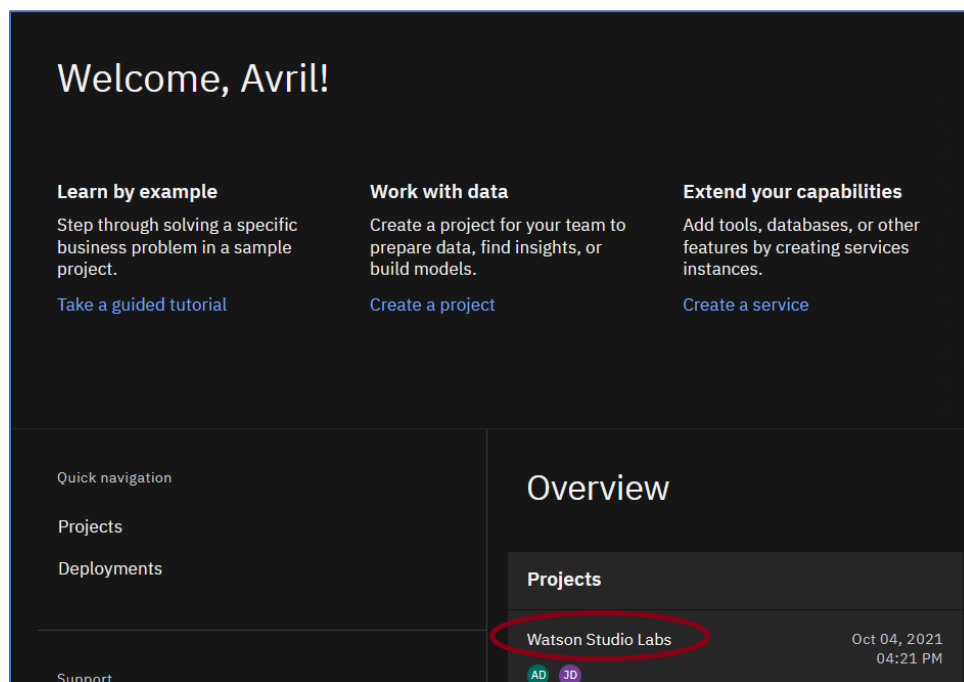 Welcome, Avril!
Learn by example
Step through solving a specific
business problem in a sample
project.
Take a guided tutorial
Work with data
Create a project for your team to
prepare data, find insights, or
build models.
Create a project
Extend your capabilities
Add tools, databases, or other
features by creating services
instances.
Create a service
Quick navigation
Projects
Deployments
Support
Overview
Projects
Watson Studio Labs
Oct 04, 2021
04:21 PM
AD JD